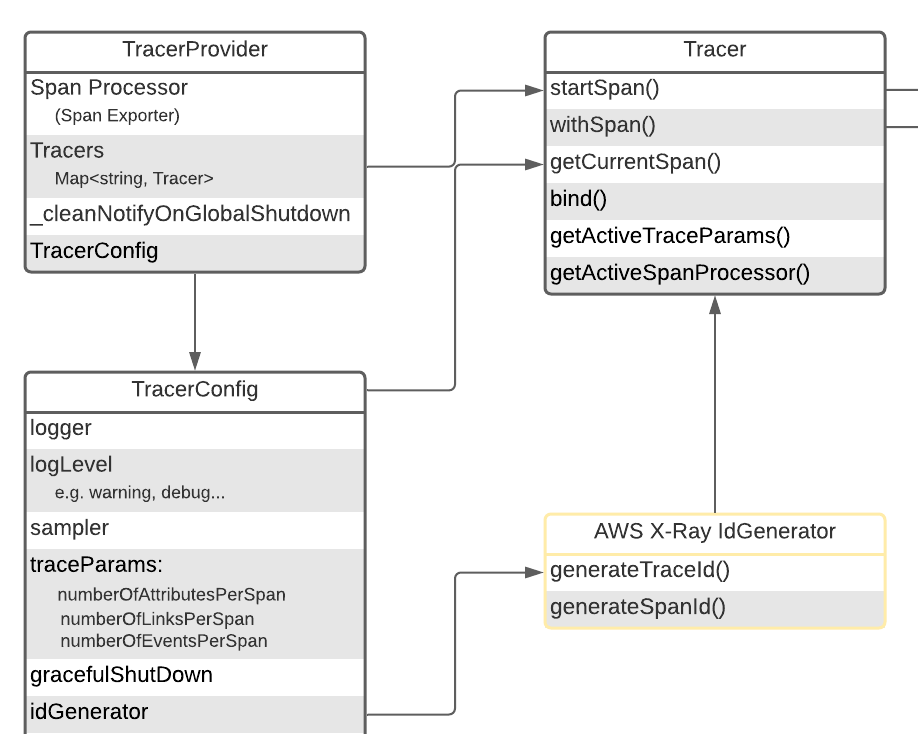 TracerProvider
Span Processor
(Span Exporter)
Tracers
Map<string, Tracer>
_cleanNotifyOnGlobalShutdown
TracerConfig
Tracer
startSpan()
withSpan()
getCurrentSpan()
bind()
getActiveTraceParams()
getActiveSpanProcessor()
TracerConfig
logger
logLevel
e.g. warning, debug...
sampler
traceParams:
numberOfAttributesPerSpan
numberOfLinksPerSpan
numberOfEventsPerSpan
gracefulShutDown
idGenerator
AWS X-Ray IdGenerator
generateTraceId()
generateSpanId()